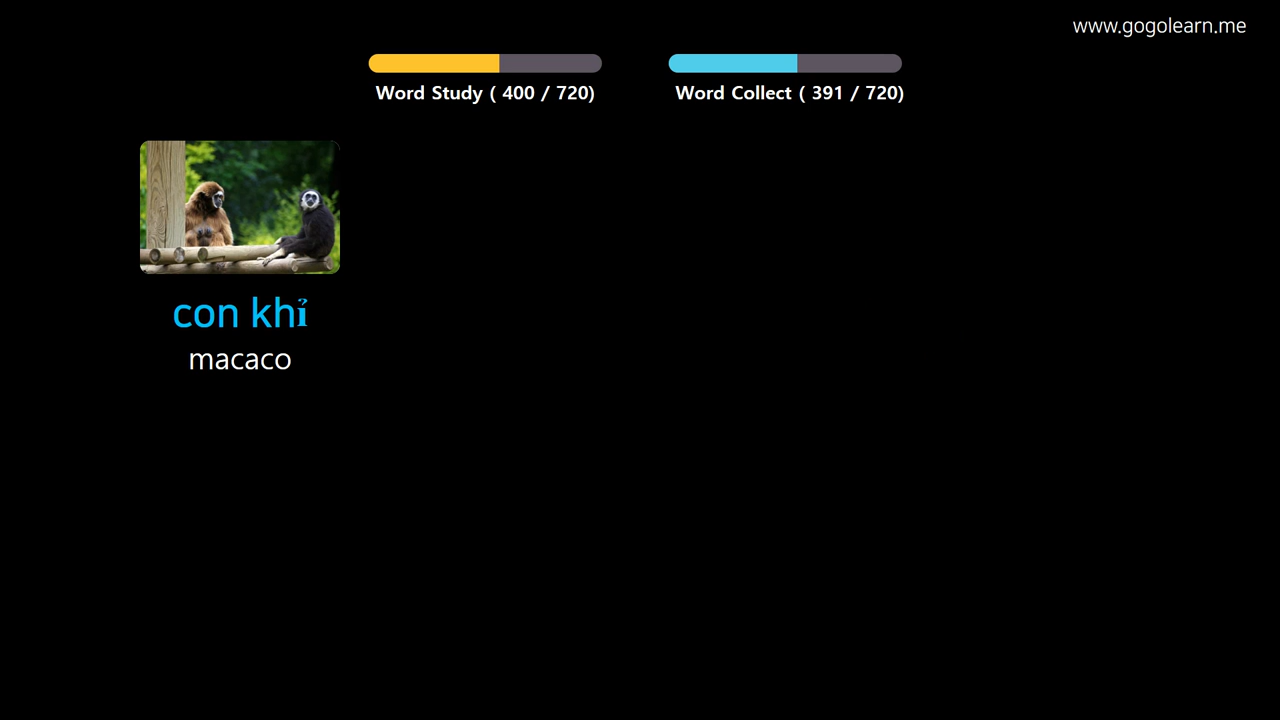 www.gogolearn.me
Word Study ( 400 / 720)
Word Collect ( 391 / 720)
con khỉ
macaco